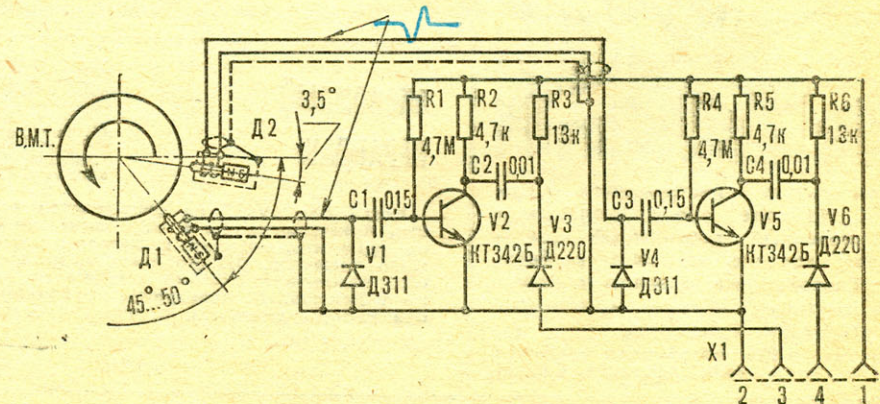 В.М.Т.
3,5°
Д2
Д1
45°...50°
R1
4,7М
R2
4,7к
R3
13к
C1
0,15
C2
0,01
V1
Д311
V2
КТ342Б
V3
Д220
R4
4,7М
R5
4,7к
R6
13к
C3
0,15
C4
0,01
V4
Д311
V5
КТ342Б
V6
Д220
N S
N S
X1
2 3 4 1